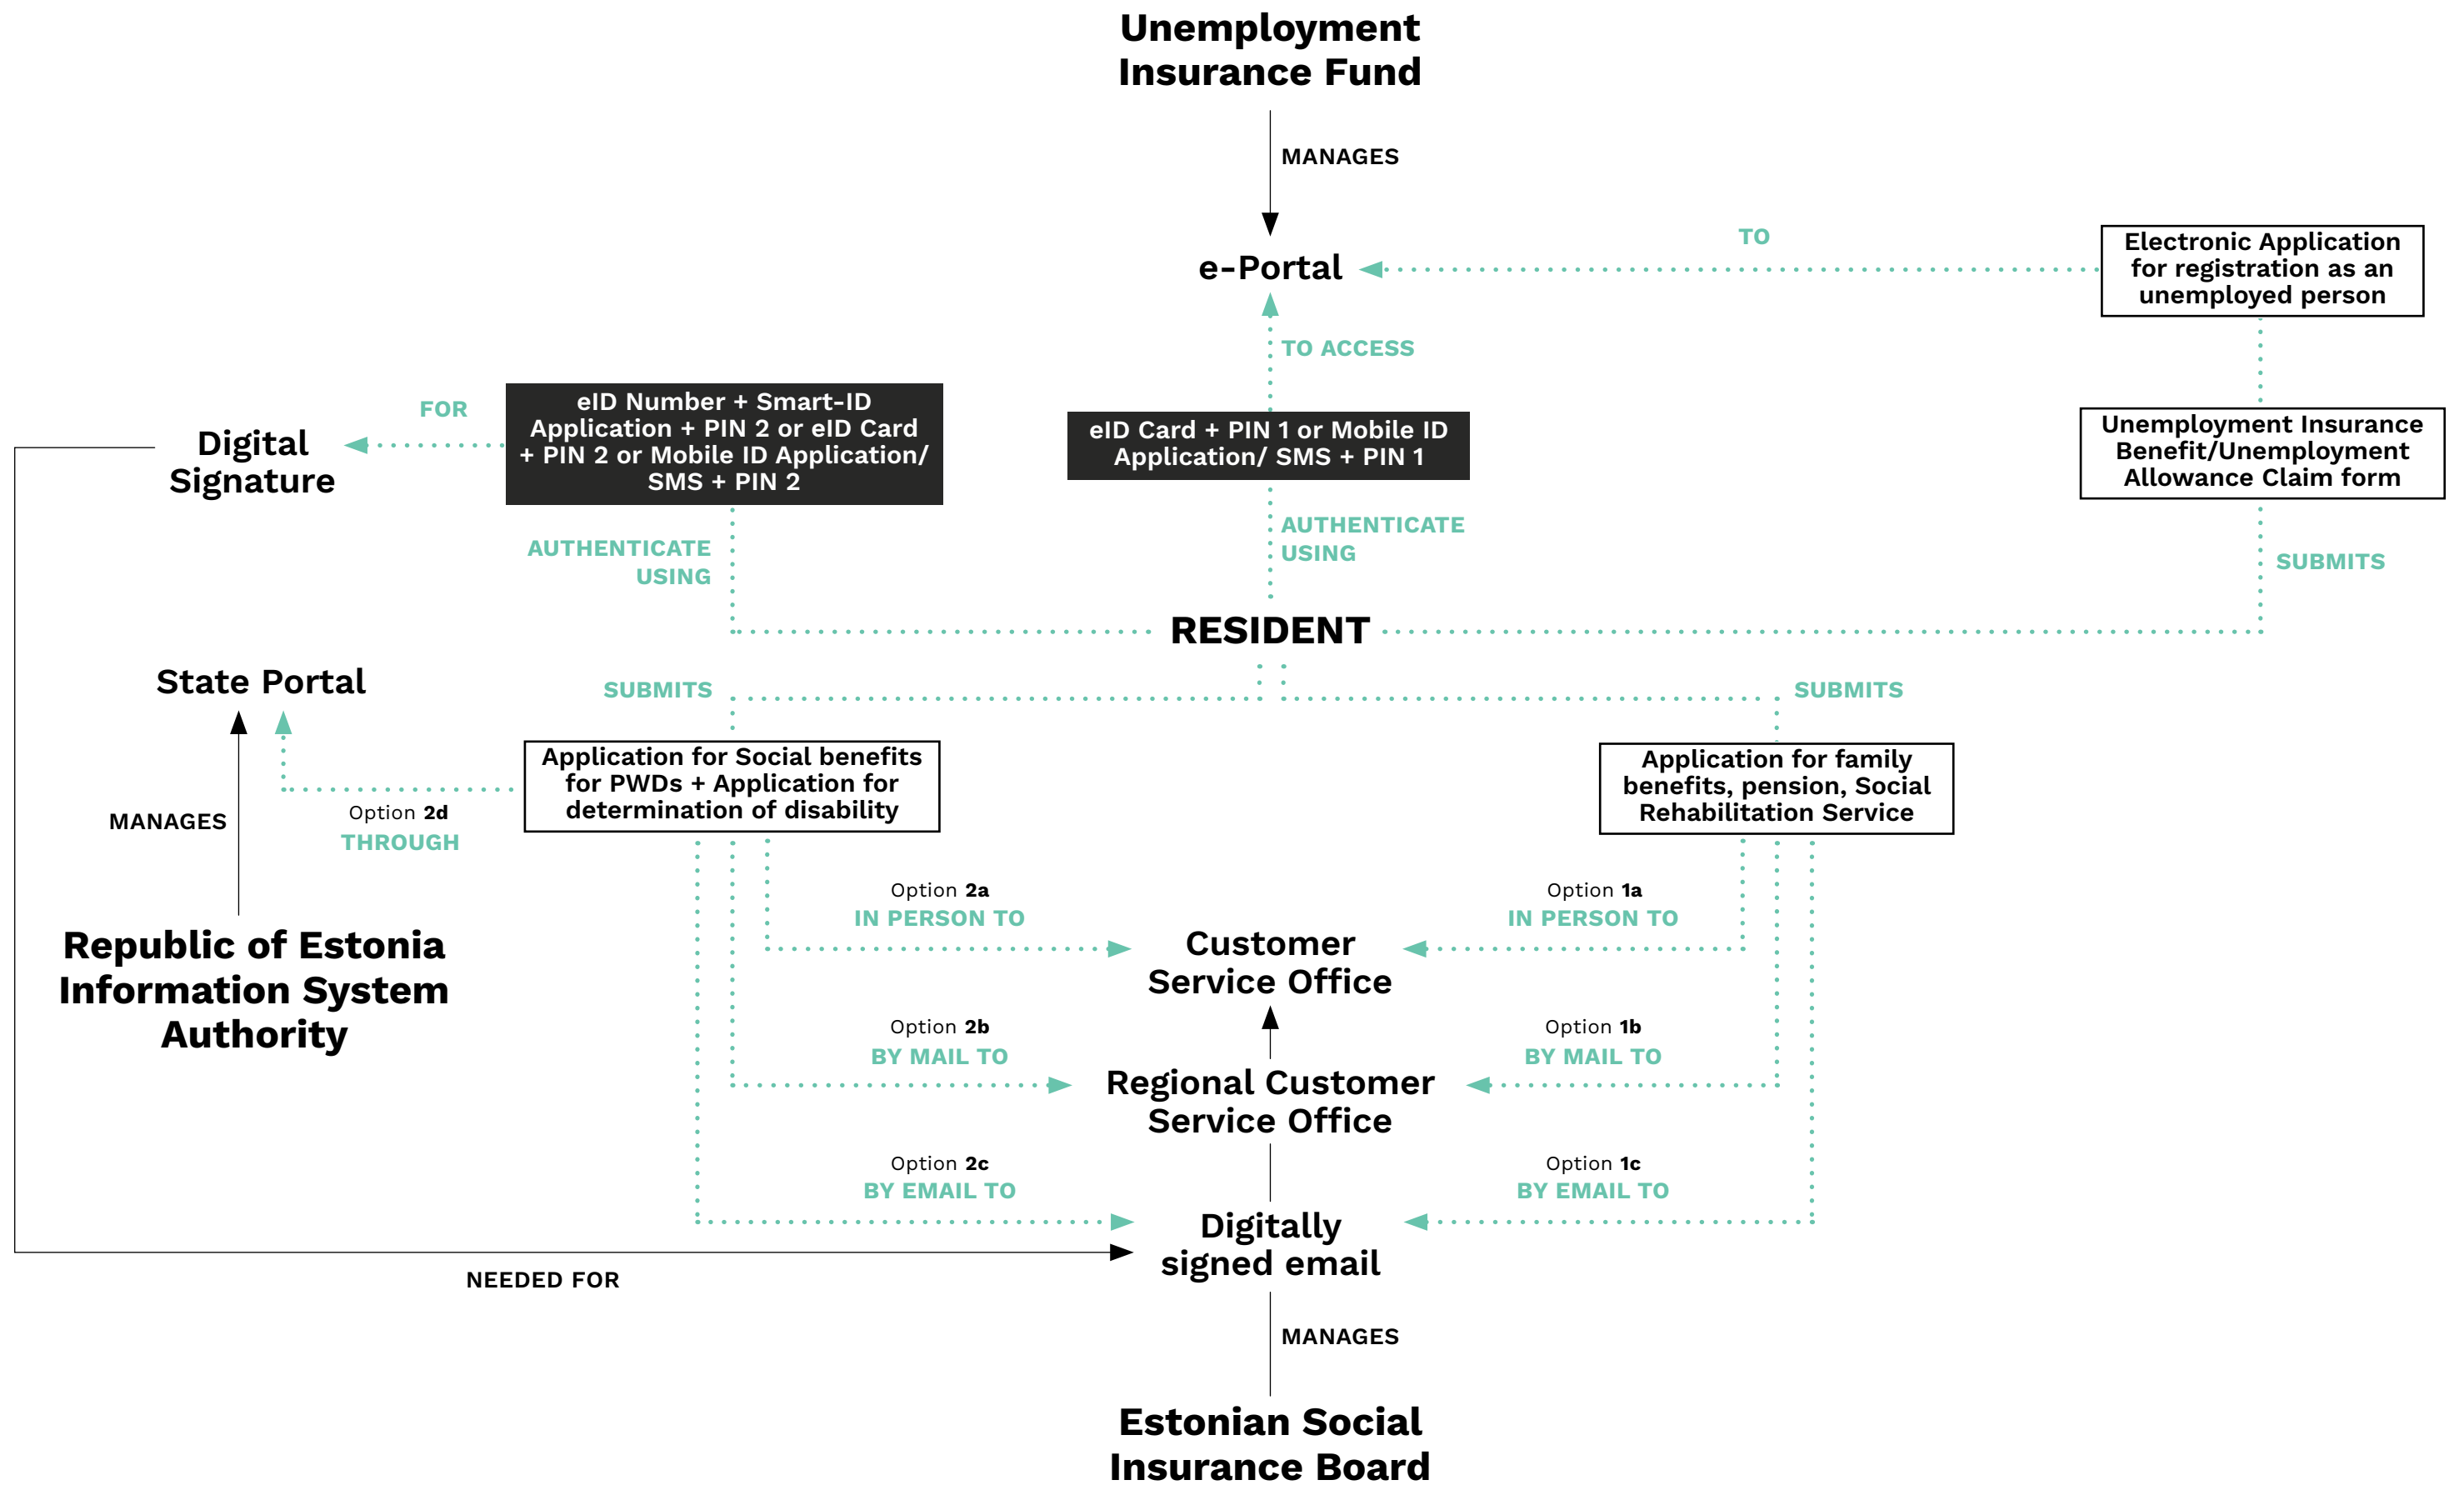 Unemployment
Insurance Fund
MANAGES
e-Portal
TO
Electronic Application
for registration as an
unemployed person
TO ACCESS
FOR
eID Number + Smart-ID
Application + PIN 2 or eID Card
+ PIN 2 or Mobile ID Application/
SMS + PIN 2
eID Card + PIN 1 or Mobile ID
Application/ SMS + PIN 1
Unemployment Insurance
Benefit/Unemployment
Allowance Claim form
Digital
Signature
AUTHENTICATE
USING
AUTHENTICATE
USING
SUBMITS
RESIDENT
State Portal
SUBMITS
SUBMITS
Application for Social benefits
for PWDs + Application for
determination of disability
Application for family
benefits, pension, Social
Rehabilitation Service
MANAGES
Option 2d
THROUGH
Option 2a
IN PERSON TO
Option 1a
IN PERSON TO
Republic of Estonia
Information System
Authority
Customer
Service Office
Option 2b
BY MAIL TO
Option 1b
BY MAIL TO
Regional Customer
Service Office
Option 2c
BY EMAIL TO
Option 1c
BY EMAIL TO
Digitally
signed email
NEEDED FOR
MANAGES
Estonian Social
Insurance Board